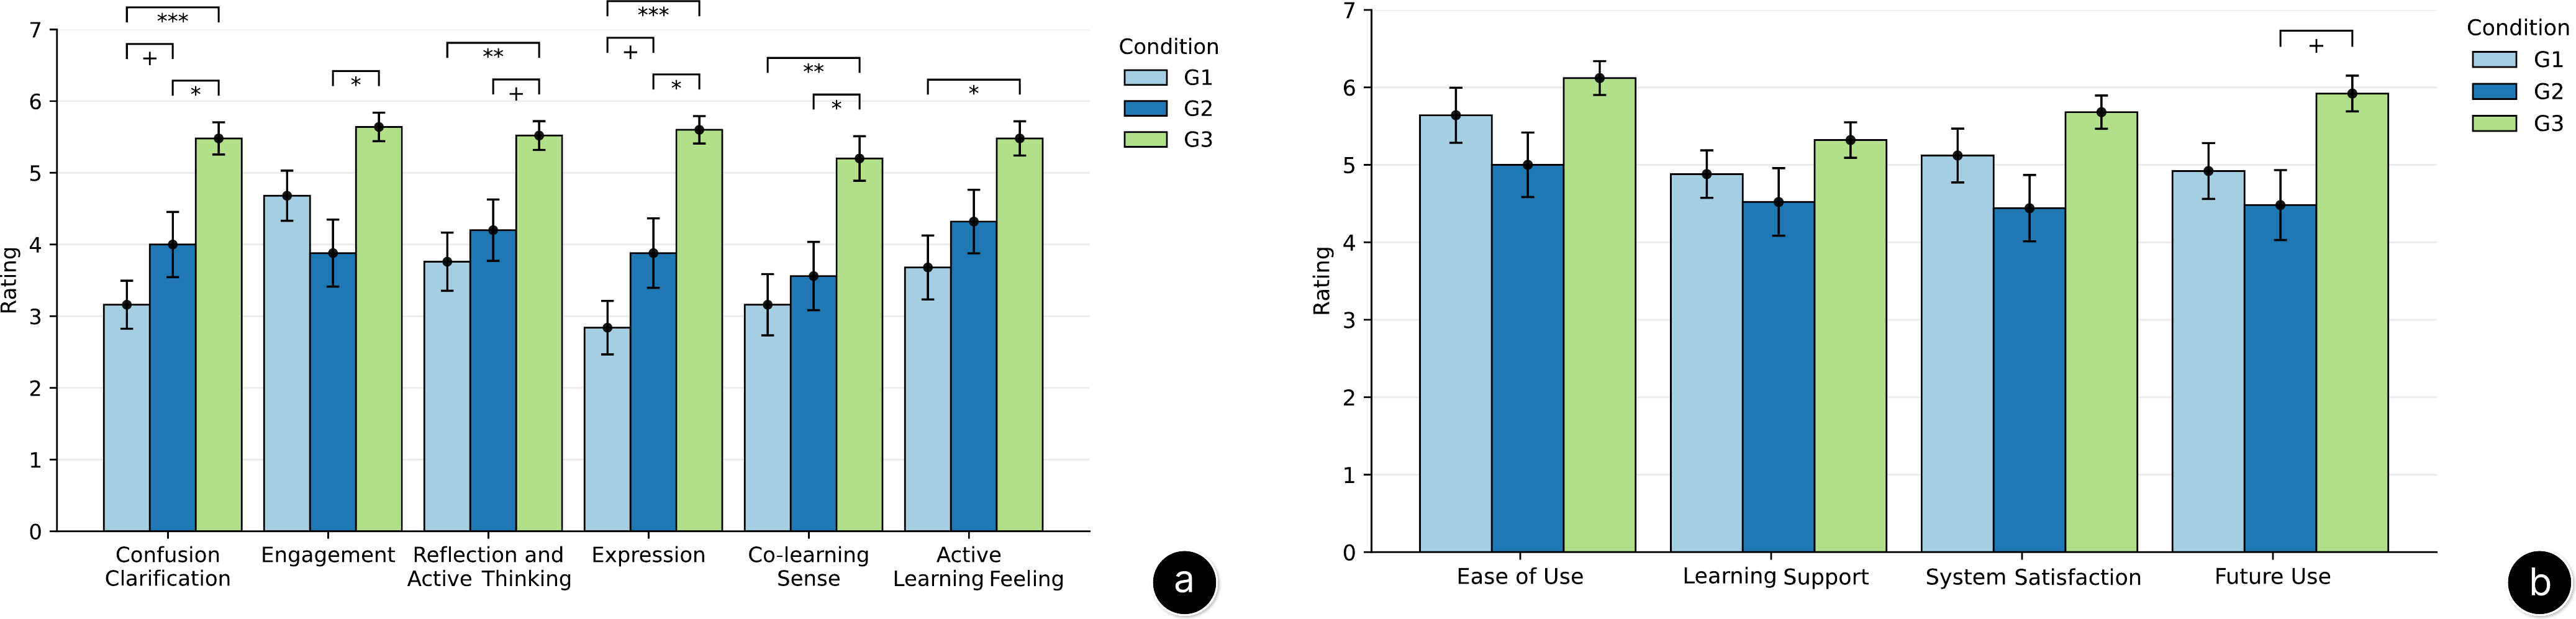 ***
+
*
*
**
+
***
+
*
**
*
*
Rating
7
6
5
4
3
2
1
0
Confusion
Clarification
Engagement
Reflection and
Active Thinking
Expression
Co-learning
Sense
Active
Learning Feeling
Condition
G1
G2
G3
a
+
Rating
7
6
5
4
3
2
1
0
Ease of Use
Learning Support
System Satisfaction
Future Use
Condition
G1
G2
G3
b